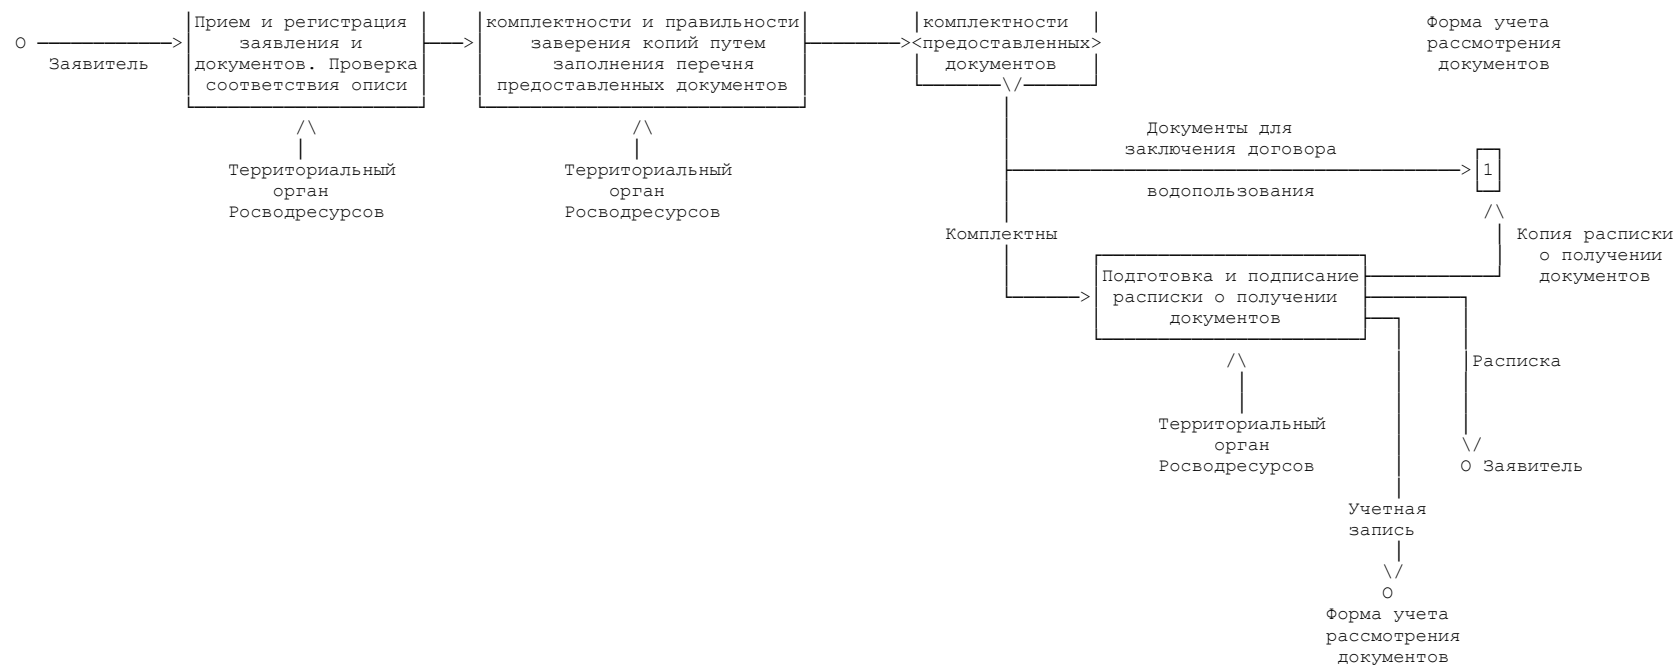 Прием и регистрация
заявления и
документов. Проверка
соответствия описи
О
Заявитель
комплектности и правильности
заверения копий путем
заполнения перечня
предоставленных документов
комплектности
предоставленных
документов
Форма учета
рассмотрения
документов
Территориальный
орган
Росводресурсов
Территориальный
орган
Росводресурсов
Документы для
заключения договора
водопользования
1
Комплектны
Копия расписки
о получении
документов
Подготовка и подписание
расписки о получении
документов
Расписка
Территориальный
орган
Росводресурсов
О Заявитель
Учетная
запись
О
Форма учета
рассмотрения
документов